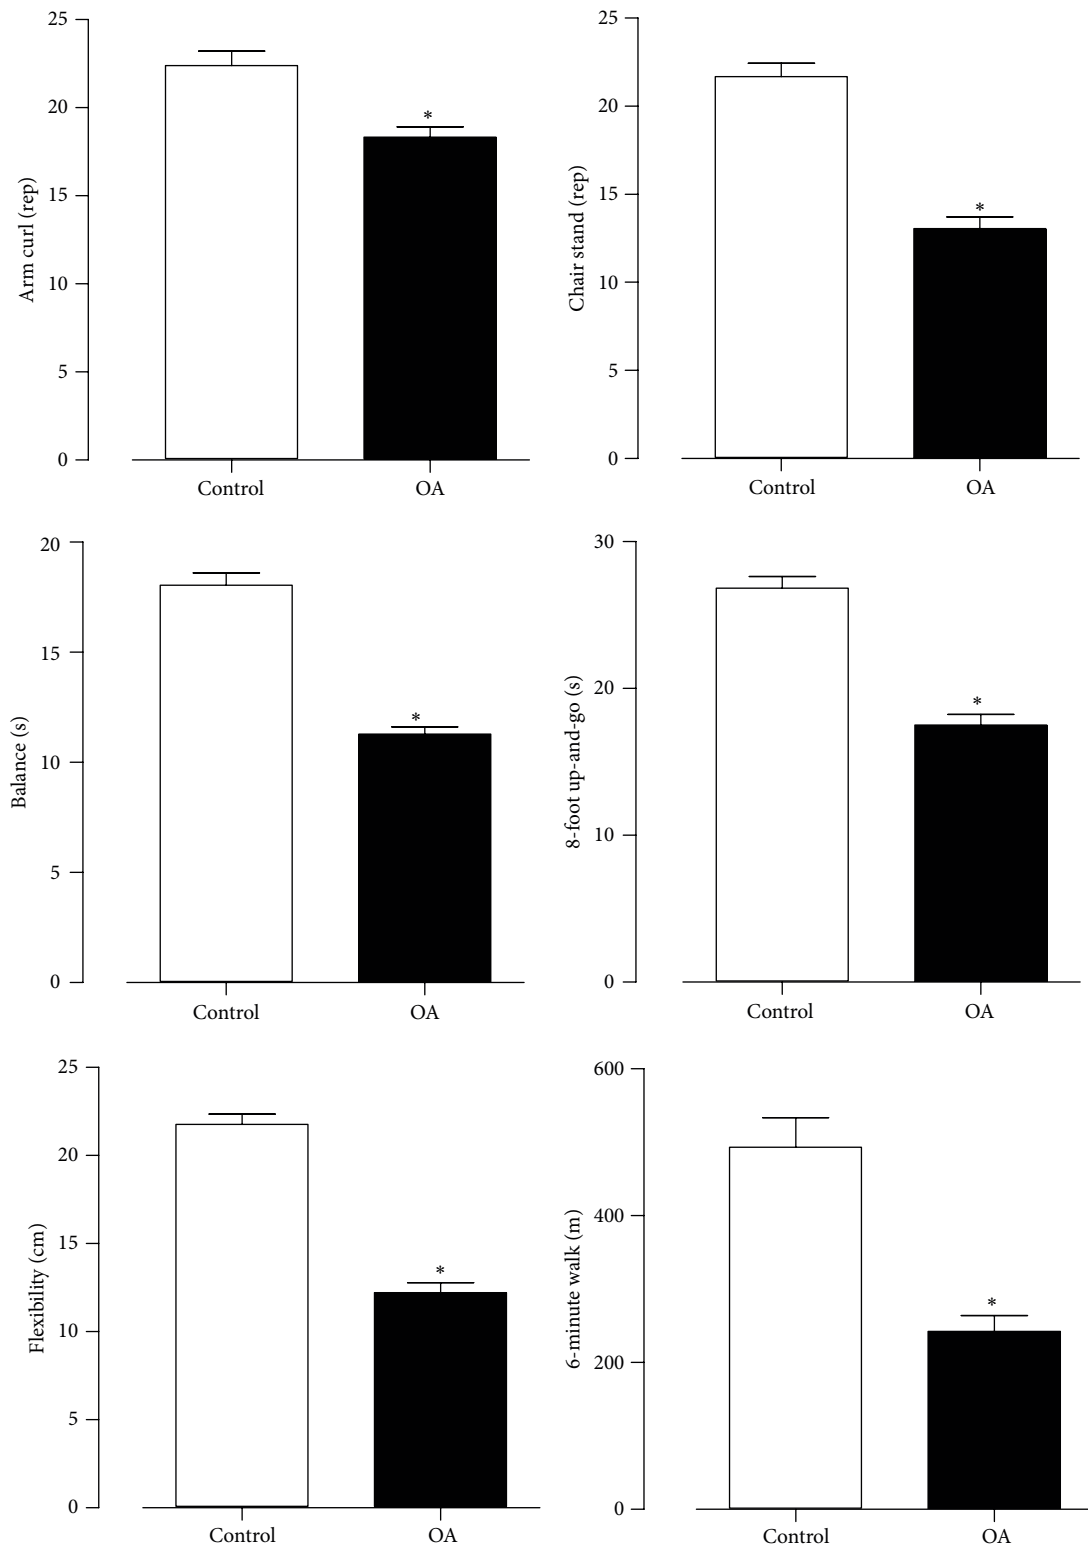 25
20
15
10
5
0
Arm curl (rep)
*
Control
OA
25
20
15
10
5
0
Chair stand (rep)
*
Control
OA
20
15
10
5
0
Balance (s)
*
Control
OA
30
20
10
0
8-foot up-and-go (s)
*
Control
OA
25
20
15
10
5
0
Flexibility (cm)
*
Control
OA
600
400
200
0
6-minute walk (m)
*
Control
OA